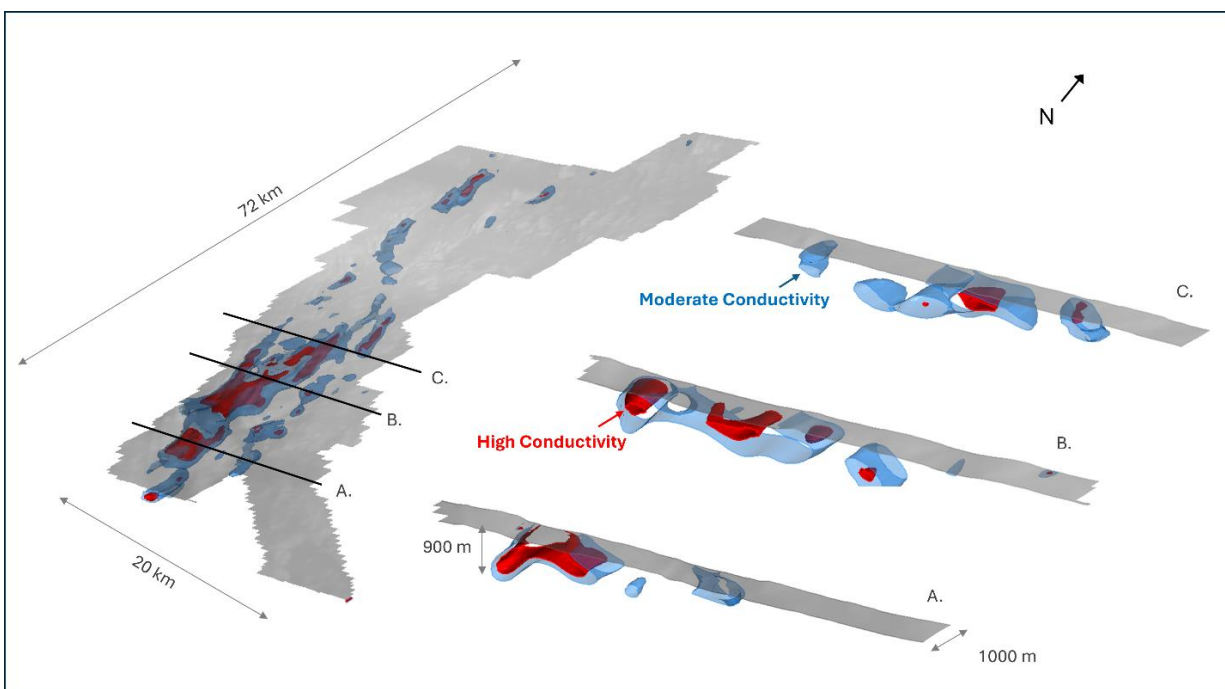 N
72 km
C.
B.
A.
20 km
Moderate Conductivity
C.
High Conductivity
B.
900 m
A.
1000 m